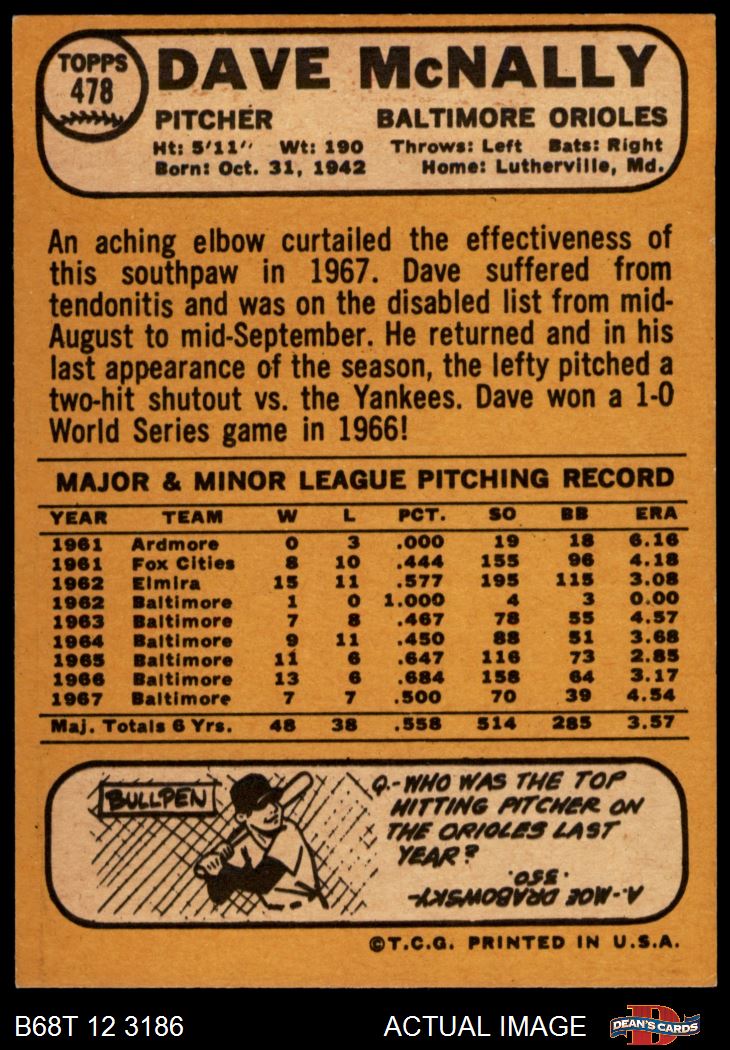 TOPPS
478
DAVE McNALLY
PITCHER BALTIMORE ORIOLES
Ht: 5'11" Wt: 190 Throws: Left Bats: Right
Born: Oct. 31, 1942 Home: Lutherville, Md.
An aching elbow curtailed the effectiveness of
this southpaw in 1967. Dave suffered from
tendonitis and was on the disabled list from mid-
August to mid-September. He returned and in his
last appearance of the season, the lefty pitched a
two-hit shutout vs. the Yankees. Dave won a 1-0
World Series game in 1966!
MAJOR & MINOR LEAGUE PITCHING RECORD
YEAR TEAM W L PCT. SO BB ERA
1961 Ardmore 0 3 .000 19 18 6.16
1961 Fox Cities 8 10 .444 155 96 4.18
1962 Elmira 15 11 .577 195 115 3.08
1962 Baltimore 1 0 1.000 4 3 0.00
1963 Baltimore 7 8 .467 78 55 4.57
1964 Baltimore 9 11 .450 88 51 3.68
1965 Baltimore 11 6 .647 116 73 2.85
1966 Baltimore 13 6 .684 158 64 3.17
1967 Baltimore 7 7 .500 70 39 4.54
Maj. Totals 6 Yrs. 48 38 .558 514 285 3.57
BULLPEN
Q.-WHO WAS THE TOP
HITTING PITCHER ON
THE ORIOLES LAST
YEAR?
A.-MOE DRABOWSKY-
.350.
©T.C.G. PRINTED IN U.S.A.
B68T 12 3186 ACTUAL IMAGE
D
DEAN'S CARDS